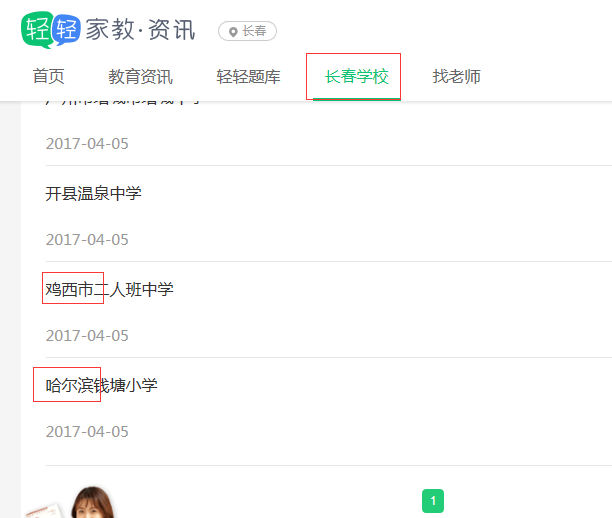 轻轻家教·资讯 长春
首页 教育资讯 轻轻题库 长春学校 找老师
2017-04-05
开县温泉中学
2017-04-05
鸡西市二人班中学
2017-04-05
哈尔滨钱塘小学
2017-04-05
1